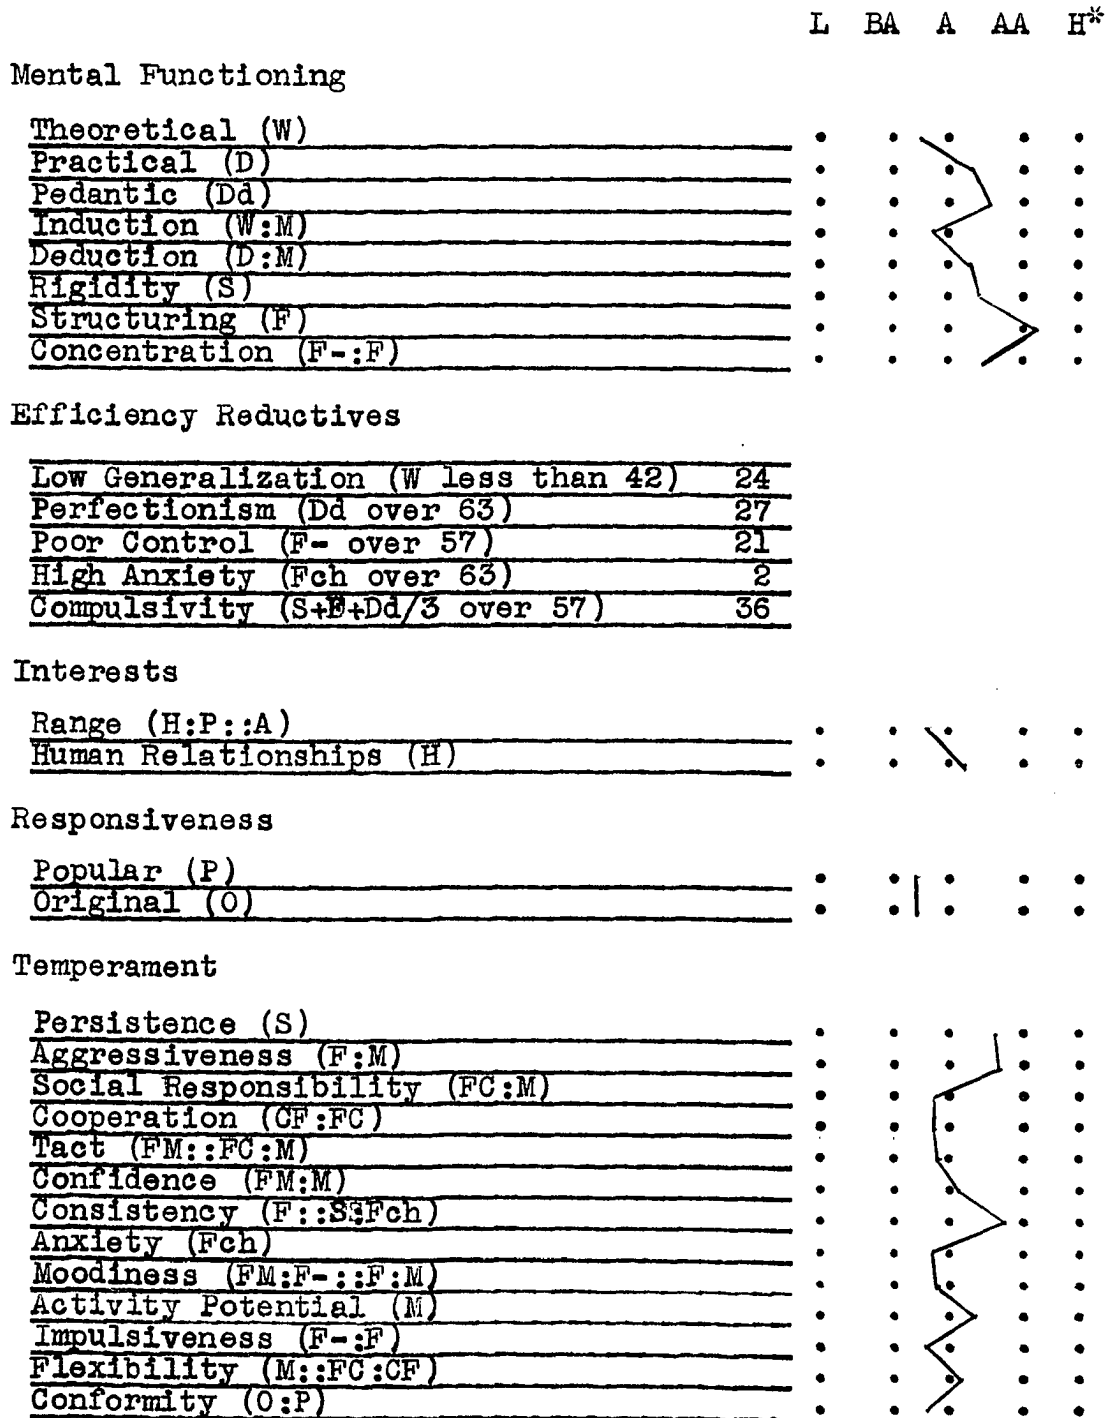 L BA A AA H*
Mental Functioning
Theoretical (W)
Practical (D)
Pedantic (Dd)
Induction (W:M)
Deduction (D:M)
Rigidity (S)
Structuring (F)
Concentration (F-:F)
Efficiency Reductives
Low Generalization (W less than 42) 24
Perfectionism (Dd over 63) 27
Poor Control (F- over 57) 21
High Anxiety (Fch over 63) 2
Compulsivity (S+F+Dd/3 over 57) 36
Interests
Range (H:P::A)
Human Relationships (H)
Responsiveness
Popular (P)
Original (O)
Temperament
Persistence (S)
Aggressiveness (F:M)
Social Responsibility (FC:M)
Cooperation (CF:FC)
Tact (FM::FC:M)
Confidence (FM:M)
Consistency (F::S:Fch)
Anxiety (Fch)
Moodiness (FM:F-::F:M)
Activity Potential (M)
Impulsiveness (F-:F)
Flexibility (M::FC:CF)
Conformity (O:P)